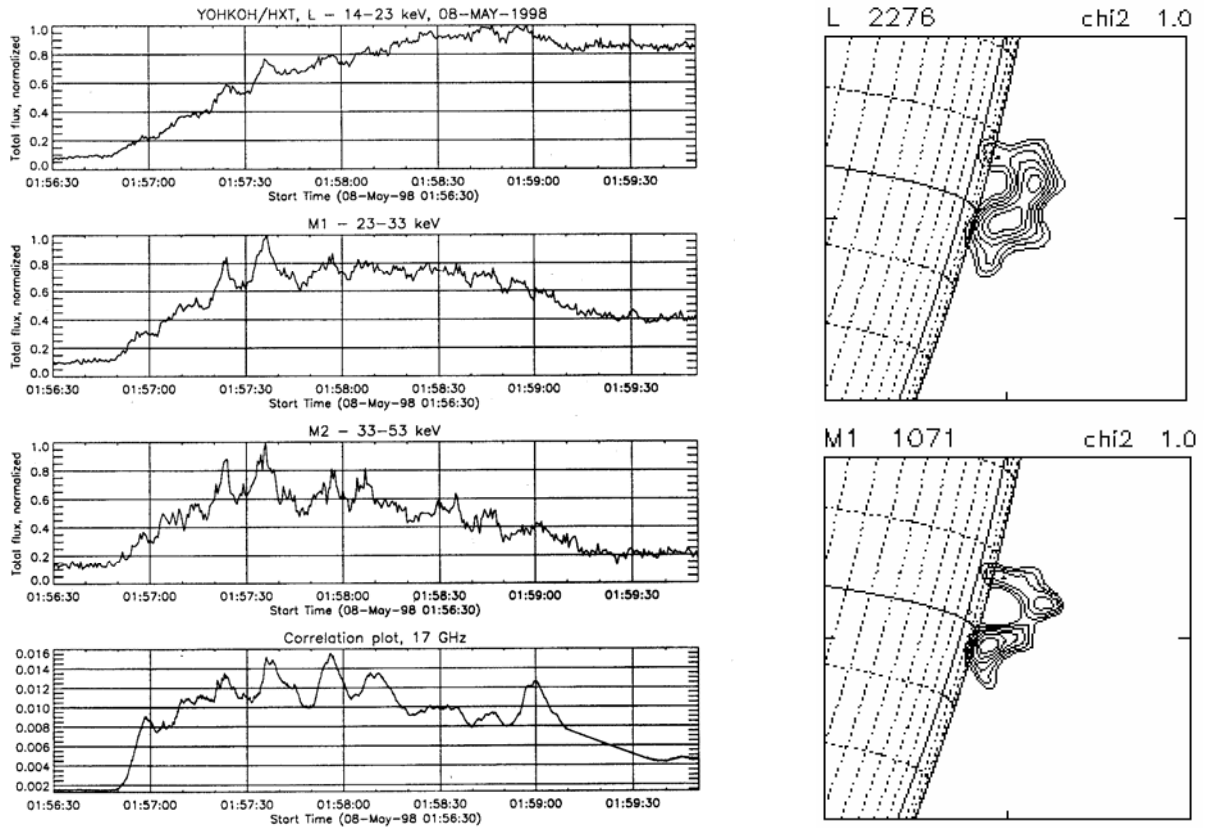 YOHKOH/HXT, L - 14-23 keV, 08-MAY-1998
Total flux, normalized
1.0
0.8
0.6
0.4
0.2
0.0
01:56:30 01:57:00 01:57:30 01:58:00 01:58:30 01:59:00 01:59:30
Start Time (08-May-98 01:56:30)
M1 - 23-33 keV
Total flux, normalized
1.0
0.8
0.6
0.4
0.2
0.0
01:56:30 01:57:00 01:57:30 01:58:00 01:58:30 01:59:00 01:59:30
Start Time (08-May-98 01:56:30)
M2 - 33-53 keV
Total flux, normalized
1.0
0.8
0.6
0.4
0.2
0.0
01:56:30 01:57:00 01:57:30 01:58:00 01:58:30 01:59:00 01:59:30
Start Time (08-May-98 01:56:30)
Correlation plot, 17 GHz
0.016
0.014
0.012
0.010
0.008
0.006
0.004
0.002
01:56:30 01:57:00 01:57:30 01:58:00 01:58:30 01:59:00 01:59:30
Start Time (08-May-98 01:56:30)
L 2276 chi2 1.0
M1 1071 chi2 1.0